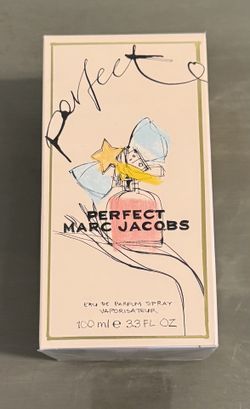 perfect
PERFECT
MARC JACOBS
EAU DE PARFUM SPRAY
VAPORISATEUR
100 ml e 3.3 FL OZ